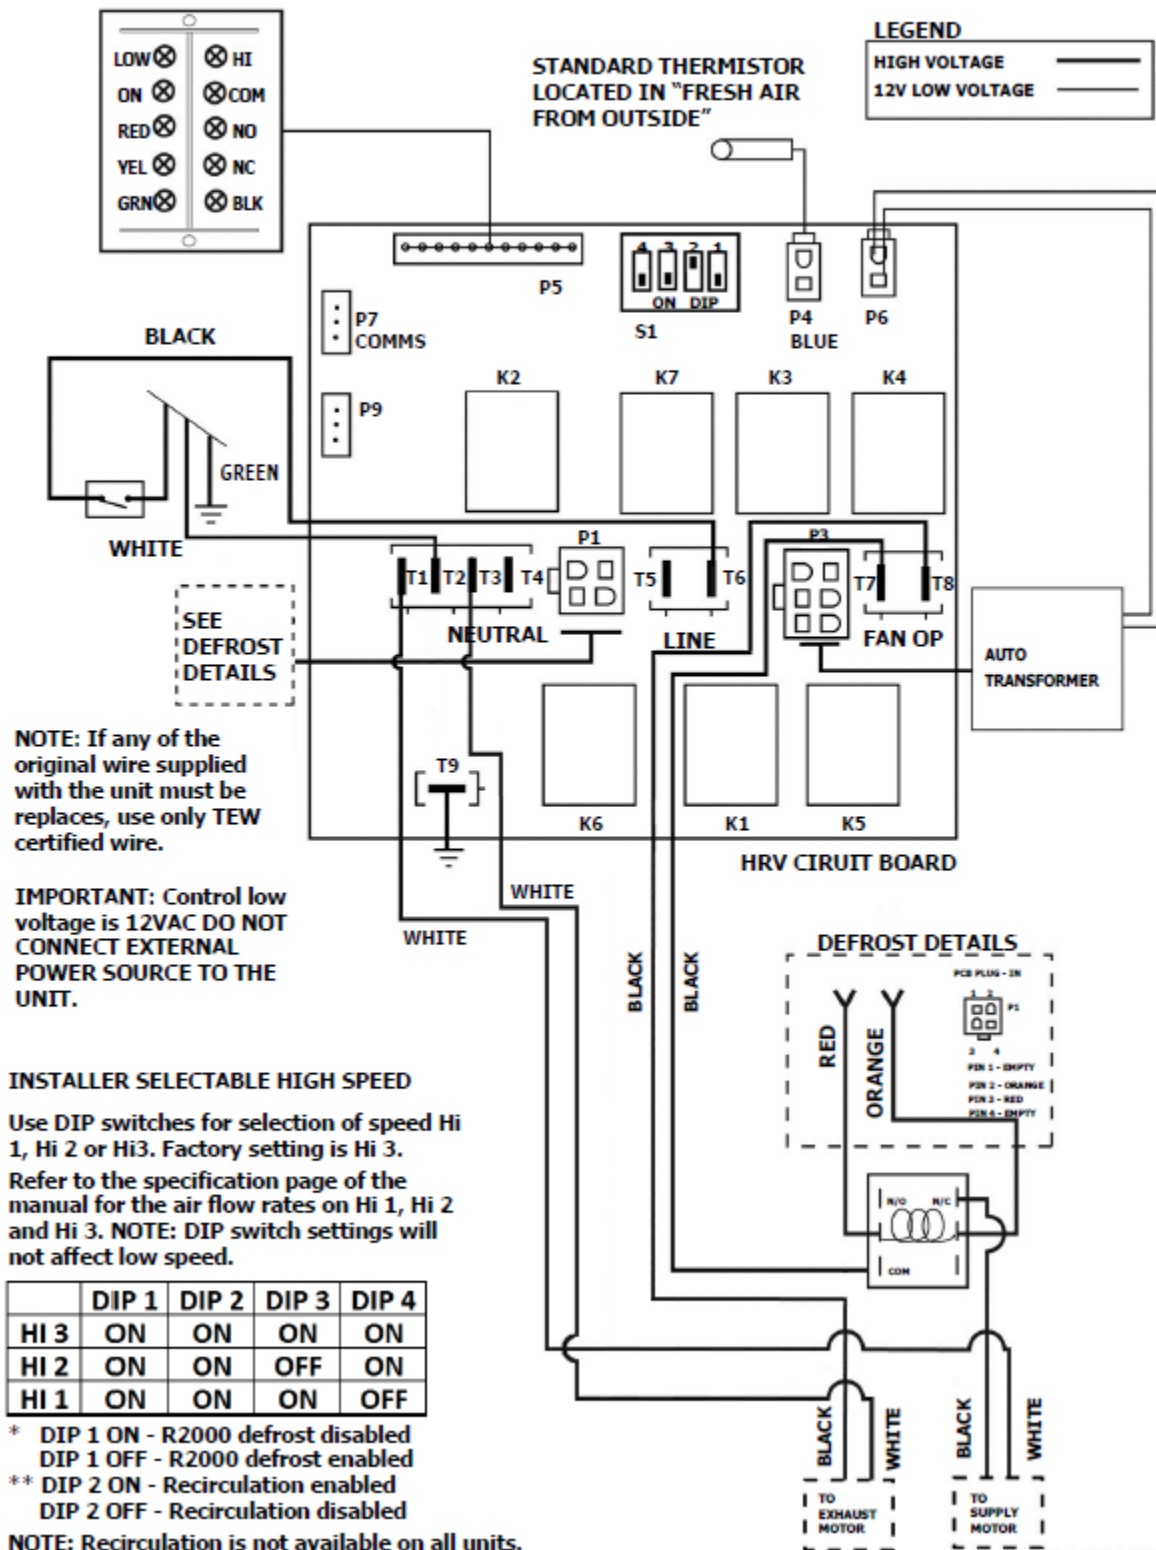 LOW HI
ON COM
RED NO
YEL NC
GRN BLK
STANDARD THERMISTOR
LOCATED IN “FRESH AIR
FROM OUTSIDE”
LEGEND
HIGH VOLTAGE
12V LOW VOLTAGE
P5
4 3 2 1
ON DIP
S1
P4
BLUE
P6
P7
COMMS
P9
BLACK
GREEN
WHITE
K2
K7
K3
K4
T1 T2 T3 T4
NEUTRAL
P1
T5 T6
LINE
P3
T7 T8
FAN OP
SEE
DEFROST
DETAILS
AUTO
TRANSFORMER
T9
K6
K1
K5
HRV CIRUIT BOARD
NOTE: If any of the
original wire supplied
with the unit must be
replaces, use only TEW
certified wire.
IMPORTANT: Control low
voltage is 12VAC DO NOT
CONNECT EXTERNAL
POWER SOURCE TO THE
UNIT.
WHITE
WHITE
BLACK
BLACK
DEFROST DETAILS
PCB PLUG - IN
1 2
P1
3 4
PIN 1 - EMPTY
PIN 2 - ORANGE
PIN 3 - RED
PIN 4 - EMPTY
RED
ORANGE
N/O N/C
COM
INSTALLER SELECTABLE HIGH SPEED
Use DIP switches for selection of speed Hi
1, Hi 2 or Hi3. Factory setting is Hi 3.
Refer to the specification page of the
manual for the air flow rates on Hi 1, Hi 2
and Hi 3. NOTE: DIP switch settings will
not affect low speed.
DIP 1 DIP 2 DIP 3 DIP 4
HI 3 ON ON ON ON
HI 2 ON ON OFF ON
HI 1 ON ON ON OFF
* DIP 1 ON - R2000 defrost disabled
DIP 1 OFF - R2000 defrost enabled
** DIP 2 ON - Recirculation enabled
DIP 2 OFF - Recirculation disabled
NOTE: Recirculation is not available on all units.
BLACK
WHITE
BLACK
WHITE
TO
EXHAUST
MOTOR
TO
SUPPLY
MOTOR